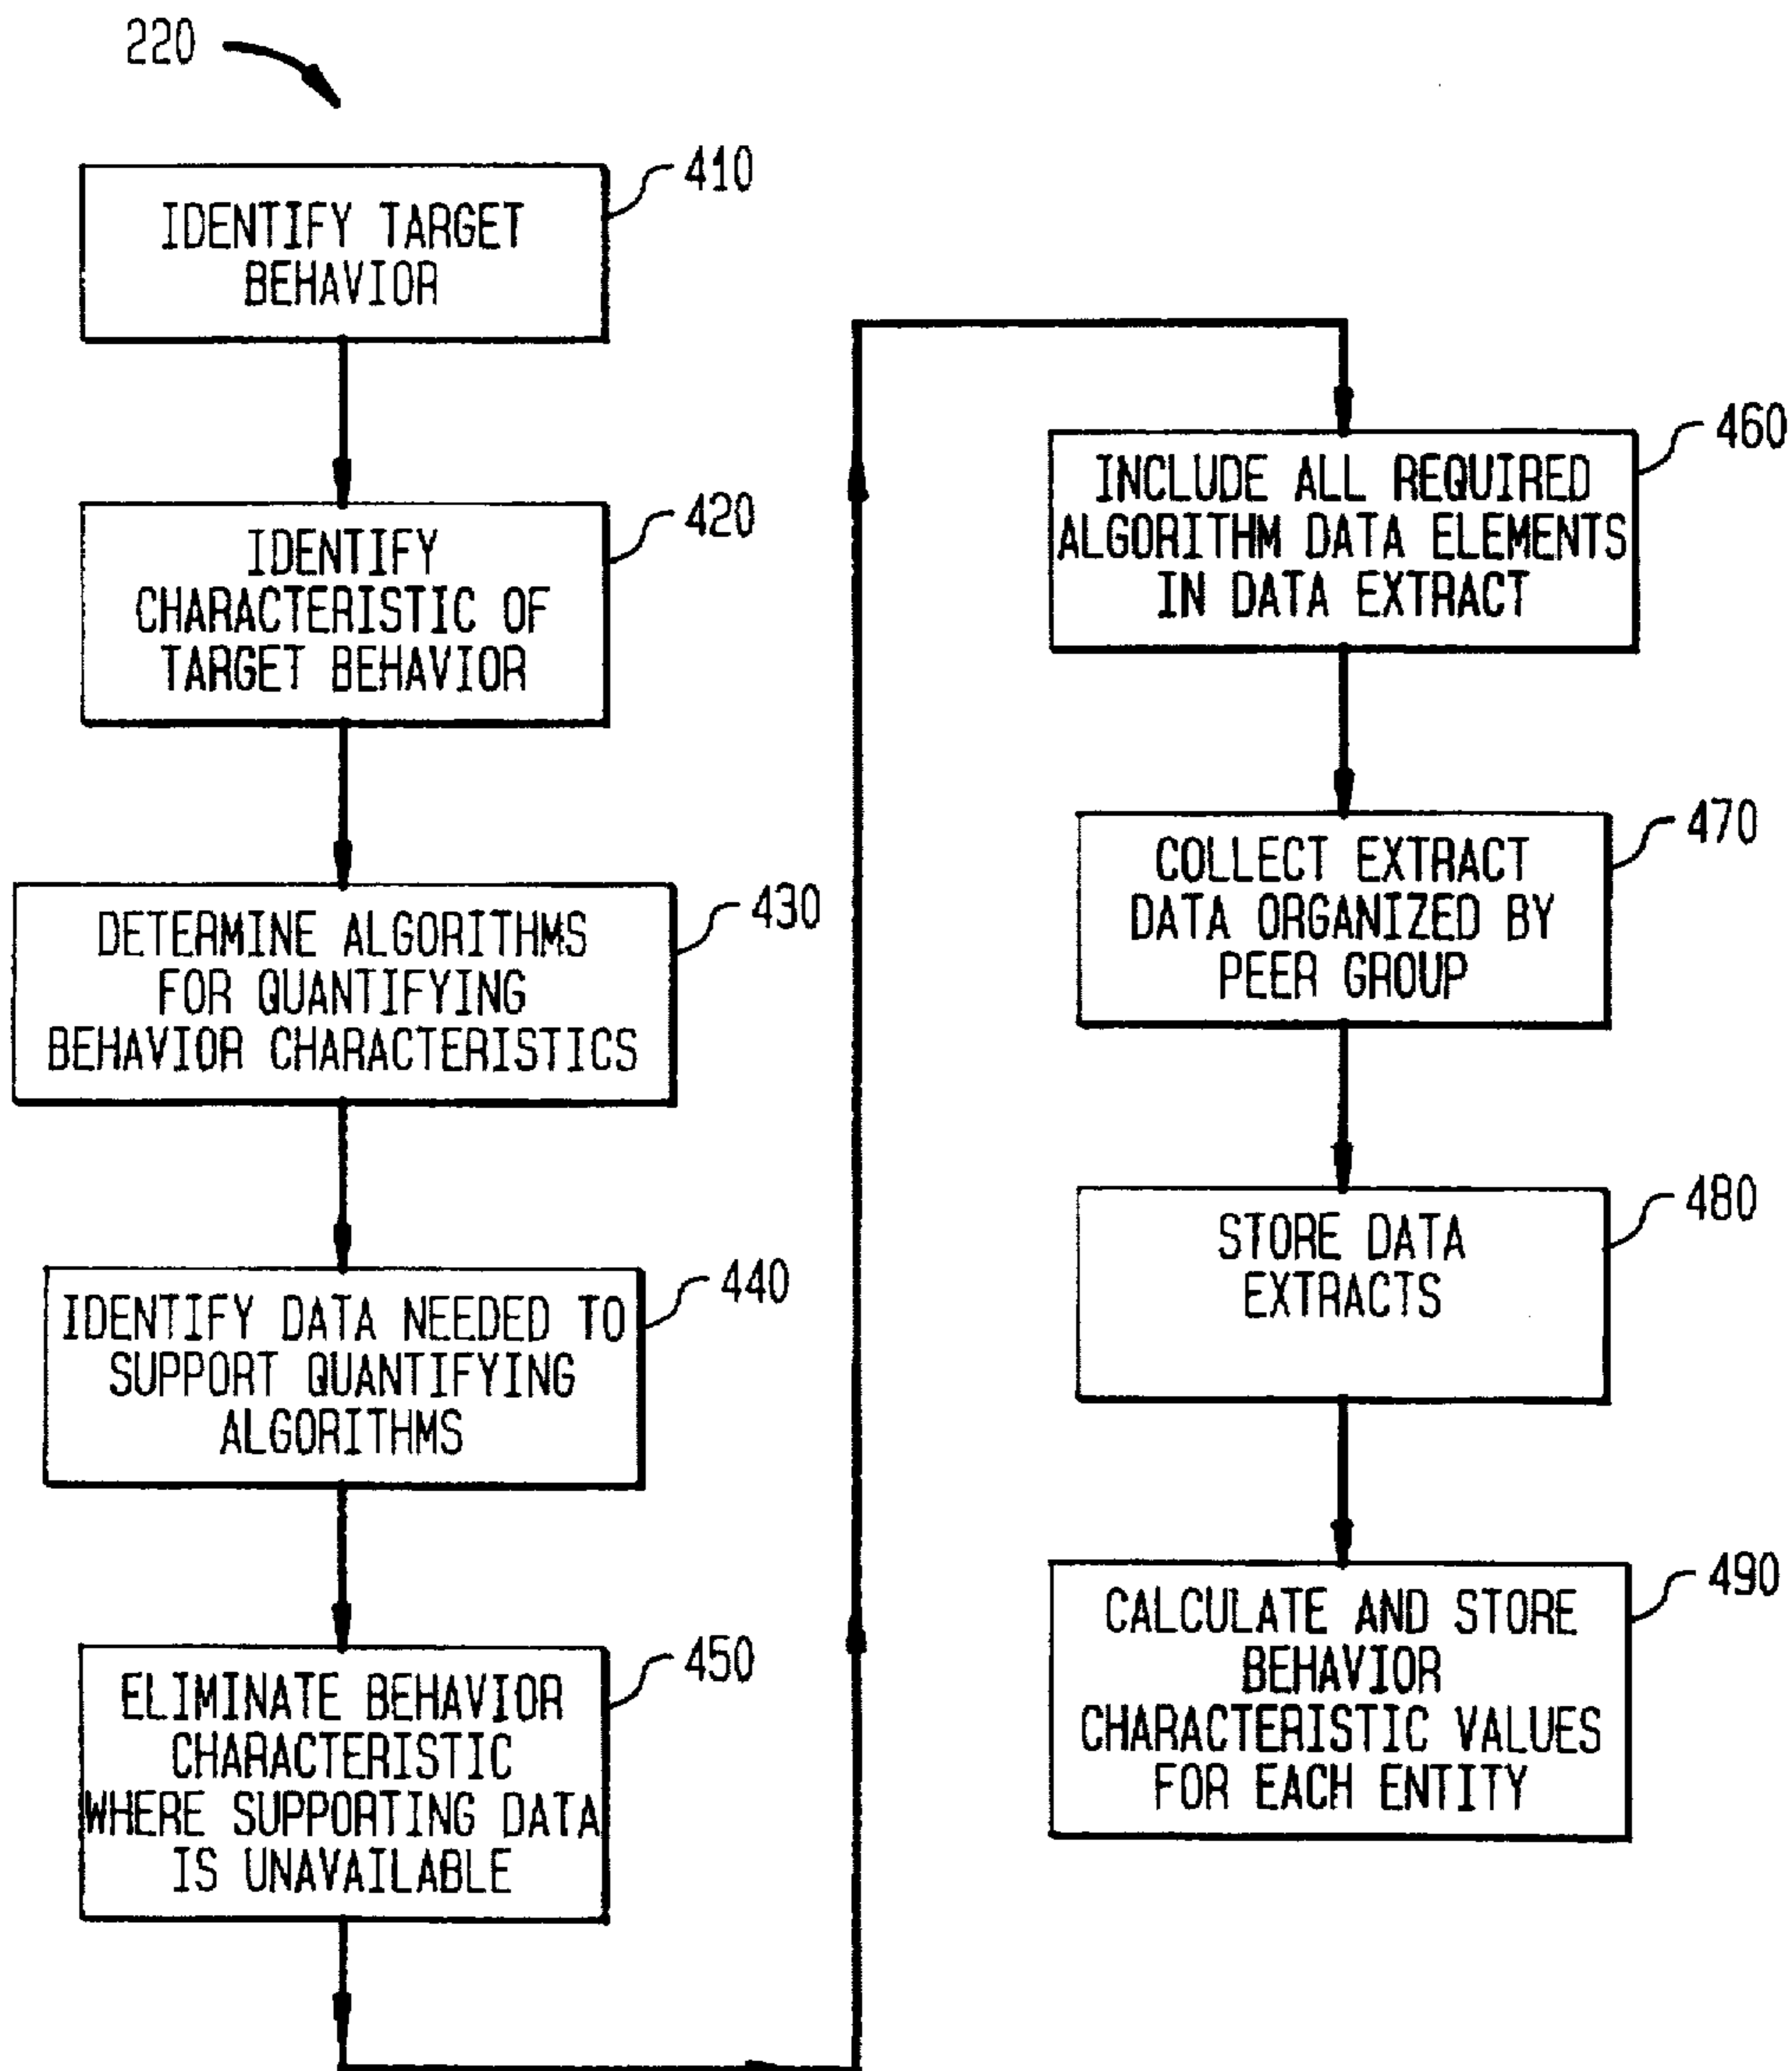 220
410
IDENTIFY TARGET
BEHAVIOR
420
IDENTIFY
CHARACTERISTIC OF
TARGET BEHAVIOR
430
DETERMINE ALGORITHMS
FOR QUANTIFYING
BEHAVIOR CHARACTERISTICS
440
IDENTIFY DATA NEEDED TO
SUPPORT QUANTIFYING
ALGORITHMS
450
ELIMINATE BEHAVIOR
CHARACTERISTIC
WHERE SUPPORTING DATA
IS UNAVAILABLE
460
INCLUDE ALL REQUIRED
ALGORITHM DATA ELEMENTS
IN DATA EXTRACT
470
COLLECT EXTRACT
DATA ORGANIZED BY
PEER GROUP
480
STORE DATA
EXTRACTS
490
CALCULATE AND STORE
BEHAVIOR
CHARACTERISTIC VALUES
FOR EACH ENTITY